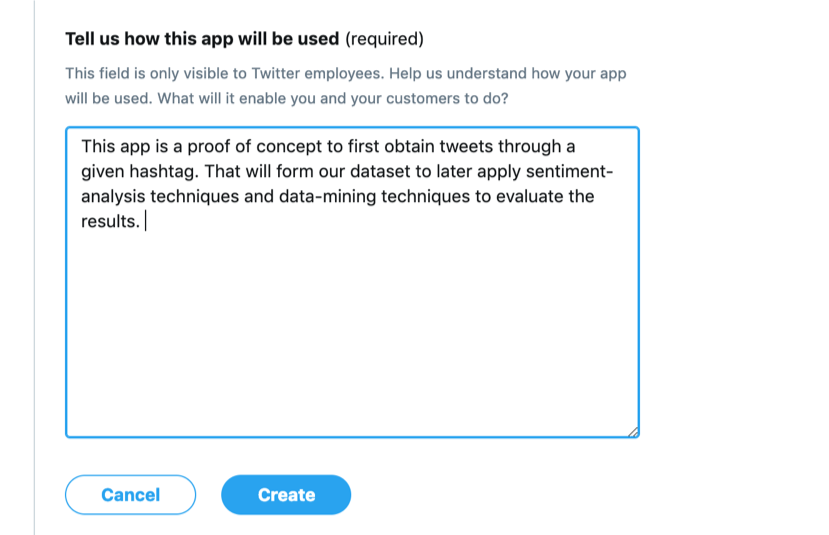 Tell us how this app will be used (required)
This field is only visible to Twitter employees. Help us understand how your app
will be used. What will it enable you and your customers to do?
This app is a proof of concept to first obtain tweets through a
given hashtag. That will form our dataset to later apply sentiment-
analysis techniques and data-mining techniques to evaluate the
results.
Cancel
Create